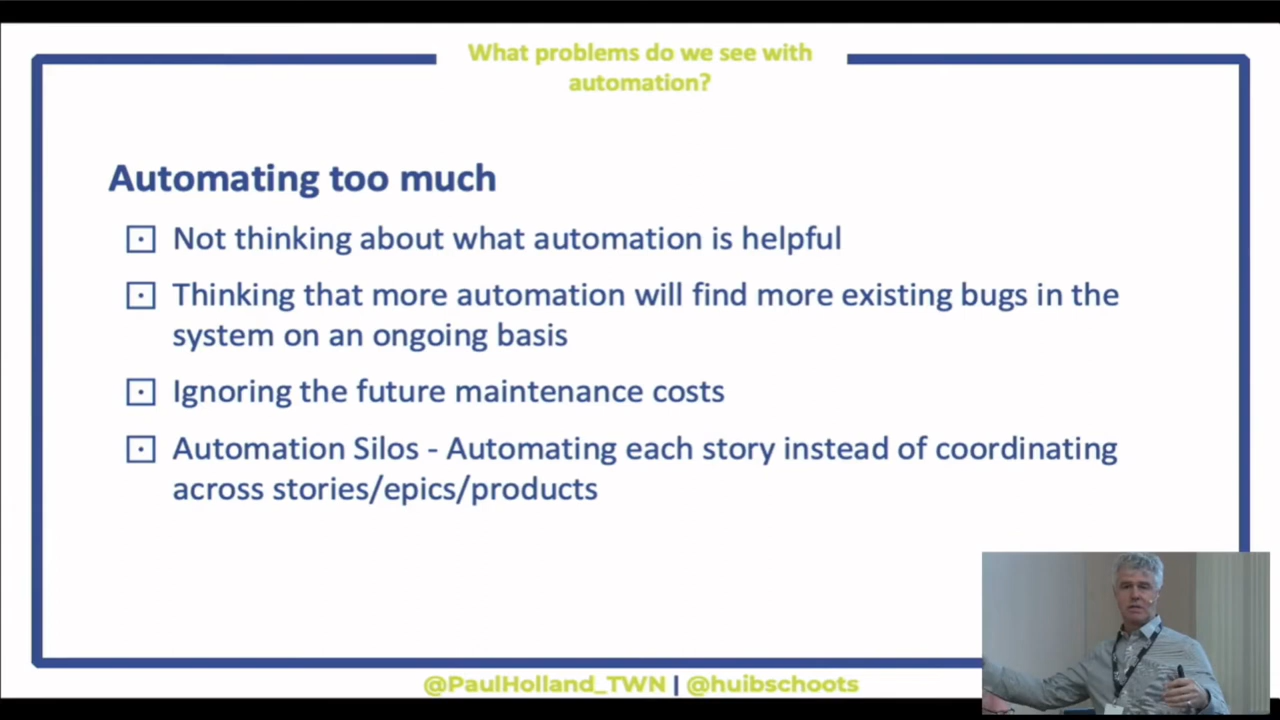 What problems do we see with
automation?
Automating too much
Not thinking about what automation is helpful
Thinking that more automation will find more existing bugs in the
system on an ongoing basis
Ignoring the future maintenance costs
Automation Silos - Automating each story instead of coordinating
across stories/epics/products
@PaulHolland_TWN | @huibschoots